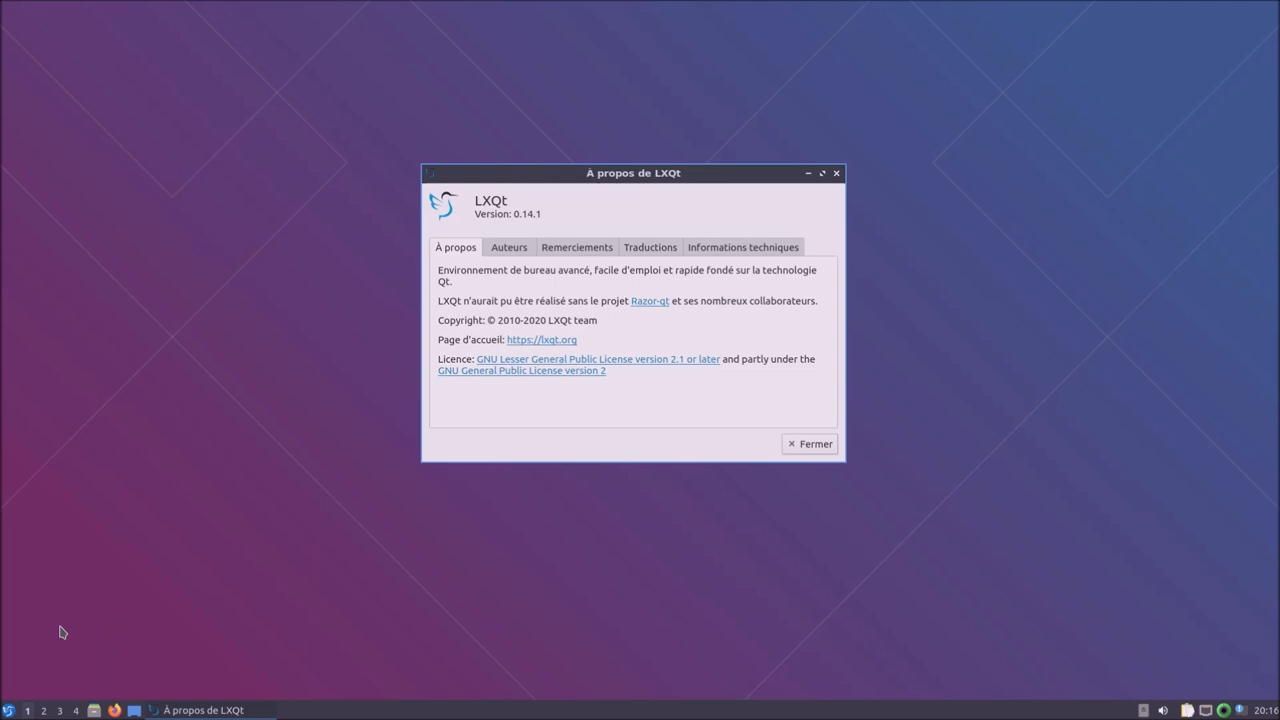 À propos de LXQt
LXQt
Version: 0.14.1
À propos Auteurs Remerciements Traductions Informations techniques
Environnement de bureau avancé, facile d'emploi et rapide fondé sur la technologie
Qt.
LXQt n'aurait pu être réalisé sans le projet Razor-qt et ses nombreux collaborateurs.
Copyright: © 2010-2020 LXQt team
Page d'accueil: https://lxqt.org
Licence: GNU Lesser General Public License version 2.1 or later and partly under the
GNU General Public License version 2
Fermer
1 2 3 4 À propos de LXQt 20:16